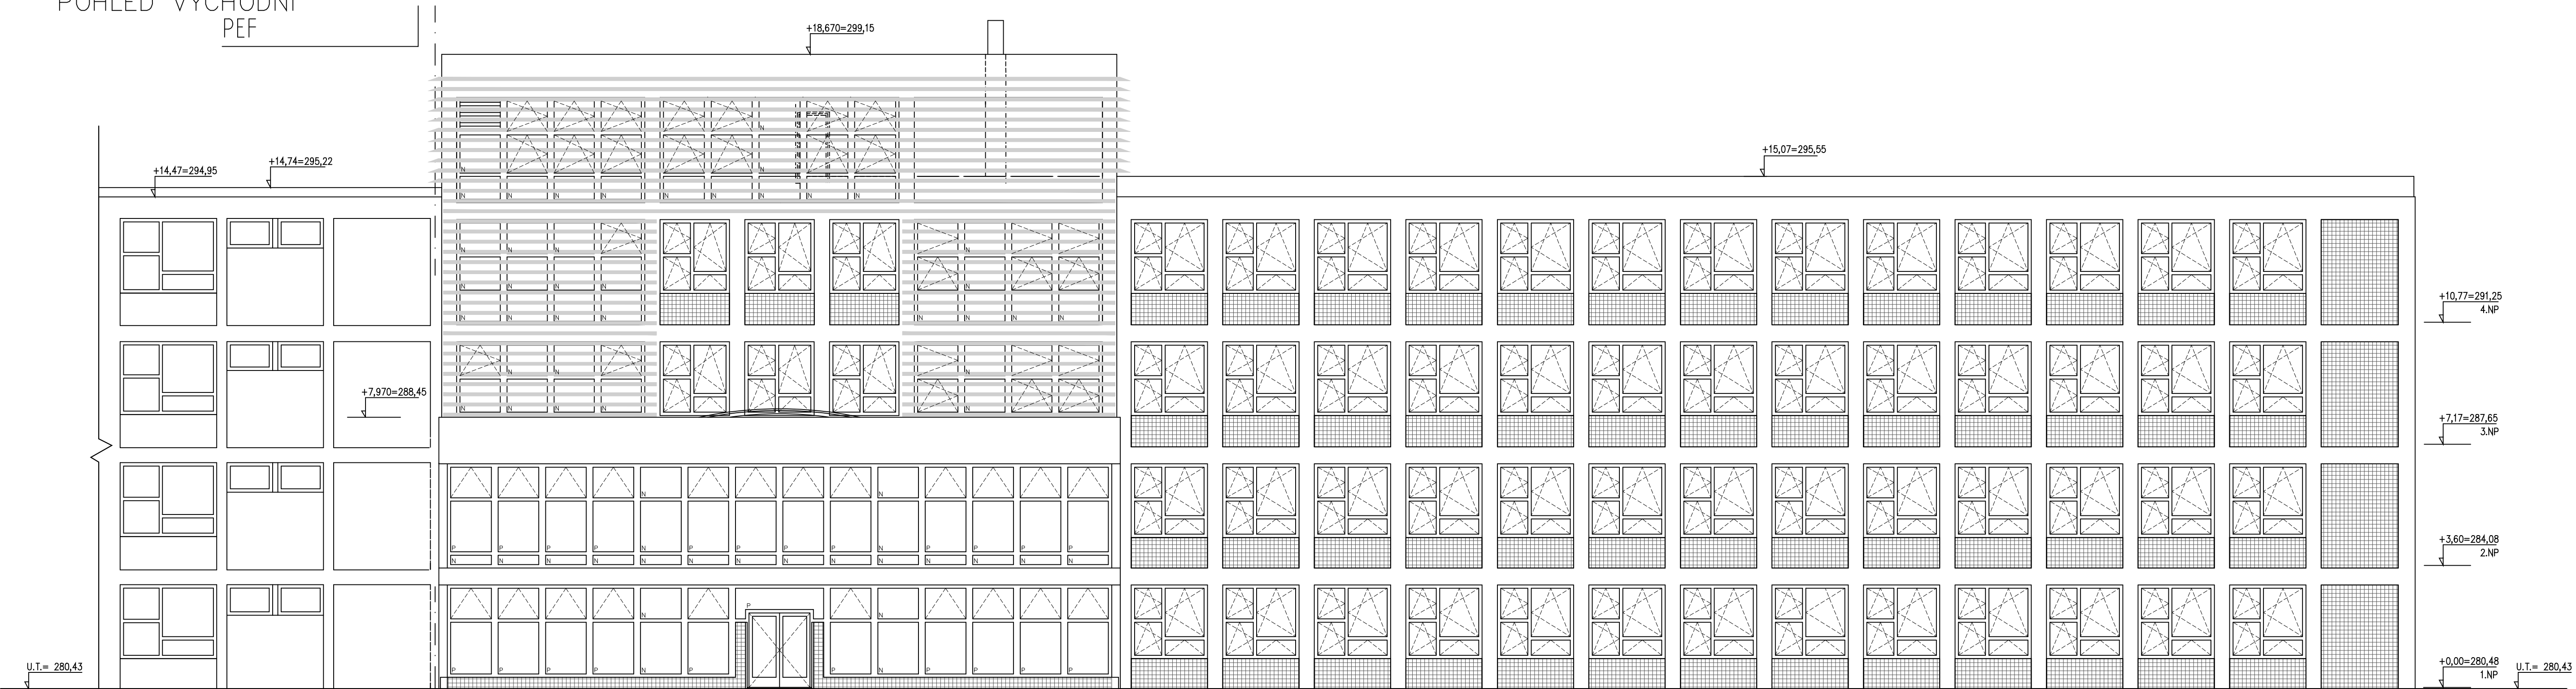 POHLED VÝCHODNÍ
PEF
+18,670=299,15
+14,47=294,95
+14,74=295,22
+15,07=295,55
+7,970=288,45
+10,77=291,25
4.NP
+7,17=287,65
3.NP
+3,60=284,08
2.NP
+0,00=280,48
1.NP
U.T.= 280,43
U.T.= 280,43
N
N N
N N N N N N N
N N N N
N N N N
N N N N N N N N
N N N
N N N N N N N N
N N
P P P P N P P P P N P P P P
N N N N N N N N N N N N N N
P
N N
P P P P N P P N P P P P